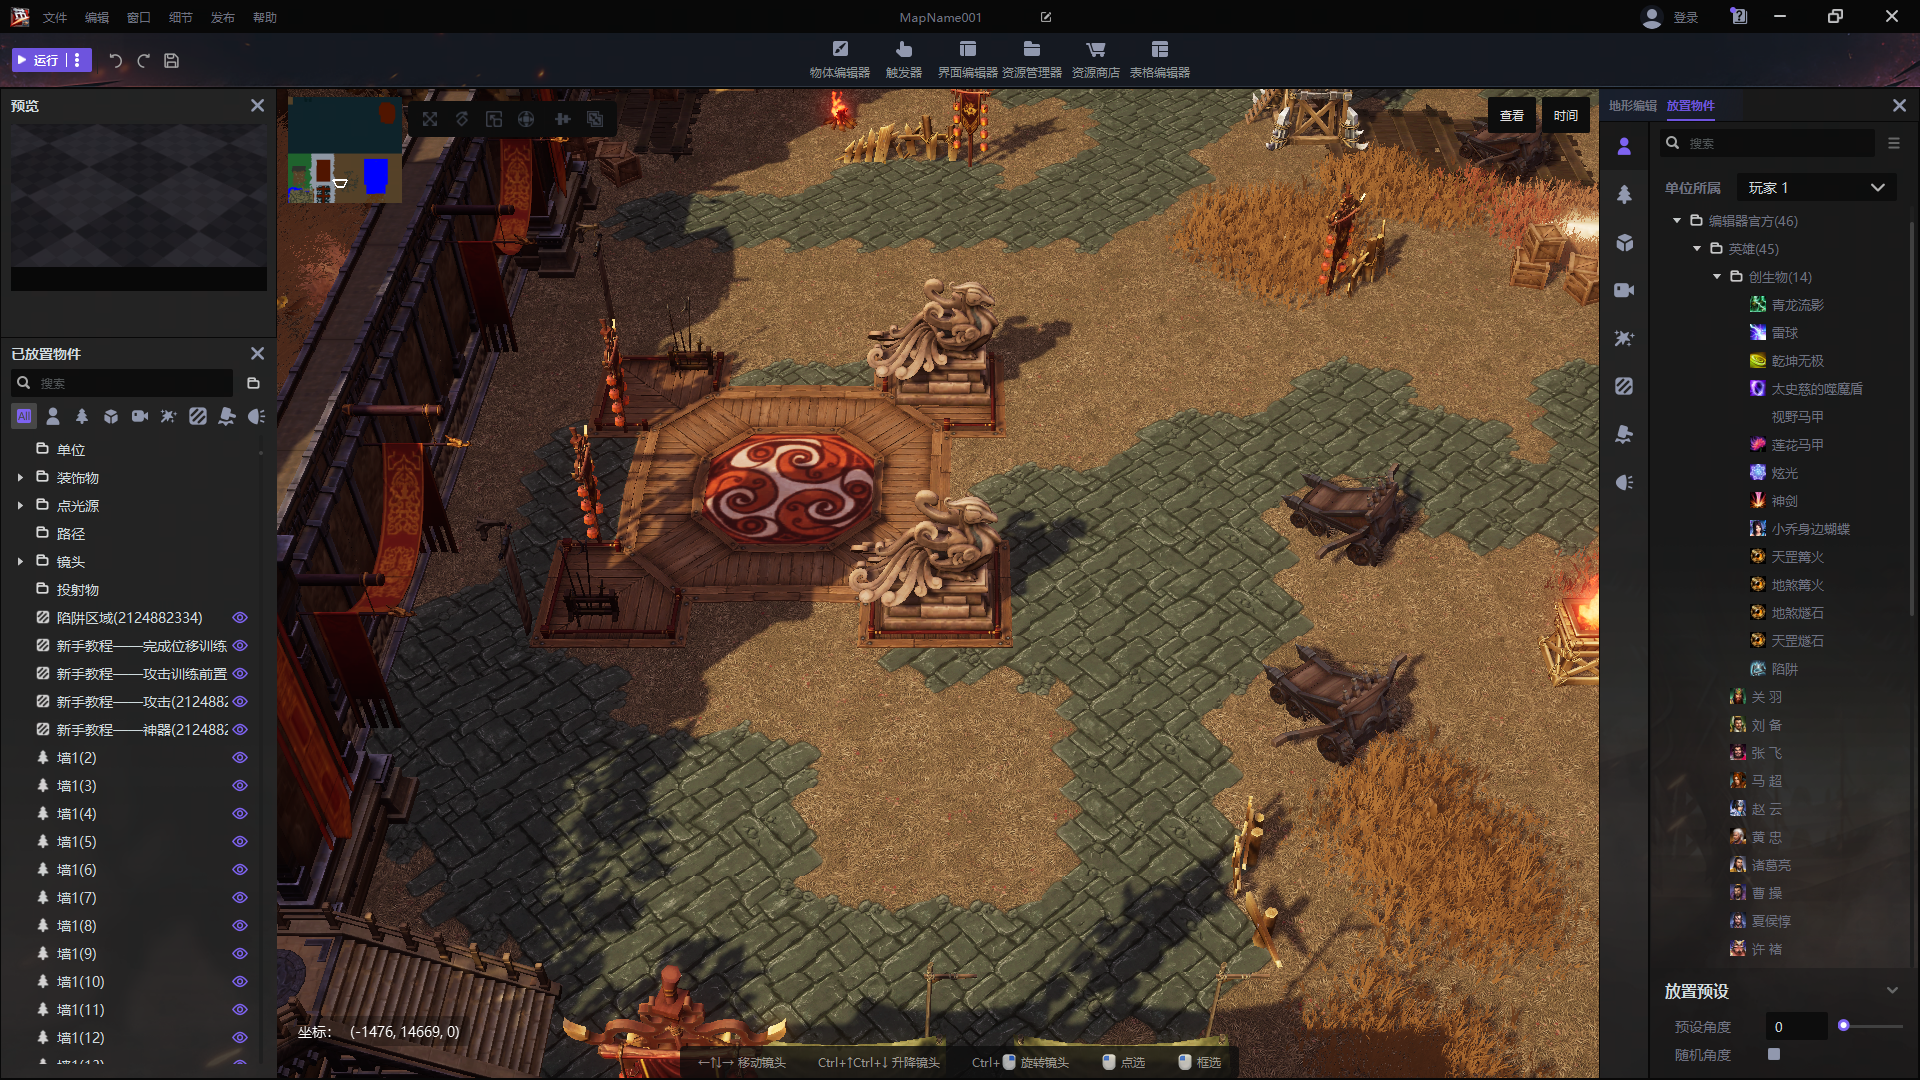 文件 编辑 窗口 细节 发布 帮助
MapName001
登录
运行
物体编辑器 触发器 界面编辑器 资源管理器 资源商店 表格编辑器
预览
查看 时间
已放置物件
搜索
All
单位
装饰物
点光源
路径
镜头
投射物
陷阱区域(2124882334)
新手教程——完成位移训练
新手教程——攻击训练前置
新手教程——攻击(2124882
新手教程——神器(2124882
墙1(2)
墙1(3)
墙1(4)
墙1(5)
墙1(6)
墙1(7)
墙1(8)
墙1(9)
墙1(10)
墙1(11)
墙1(12)
坐标: (-1476, 14669, 0)
←↑↓→ 移动镜头 Ctrl+↑Ctrl+↓ 升降镜头 Ctrl+ 旋转镜头 点选 框选
地形编辑 放置物件
搜索
单位所属 玩家 1
编辑器官方(46)
英雄(45)
创生物(14)
青龙流影
雷球
乾坤无极
太史慈的噬魔盾
视野马甲
莲花马甲
炫光
神剑
小乔身边蝴蝶
天罡篝火
地煞篝火
地煞燧石
天罡燧石
陷阱
关 羽
刘 备
张 飞
马 超
赵 云
黄 忠
诸葛亮
曹 操
夏侯惇
许 褚
放置预设
预设角度 0
随机角度